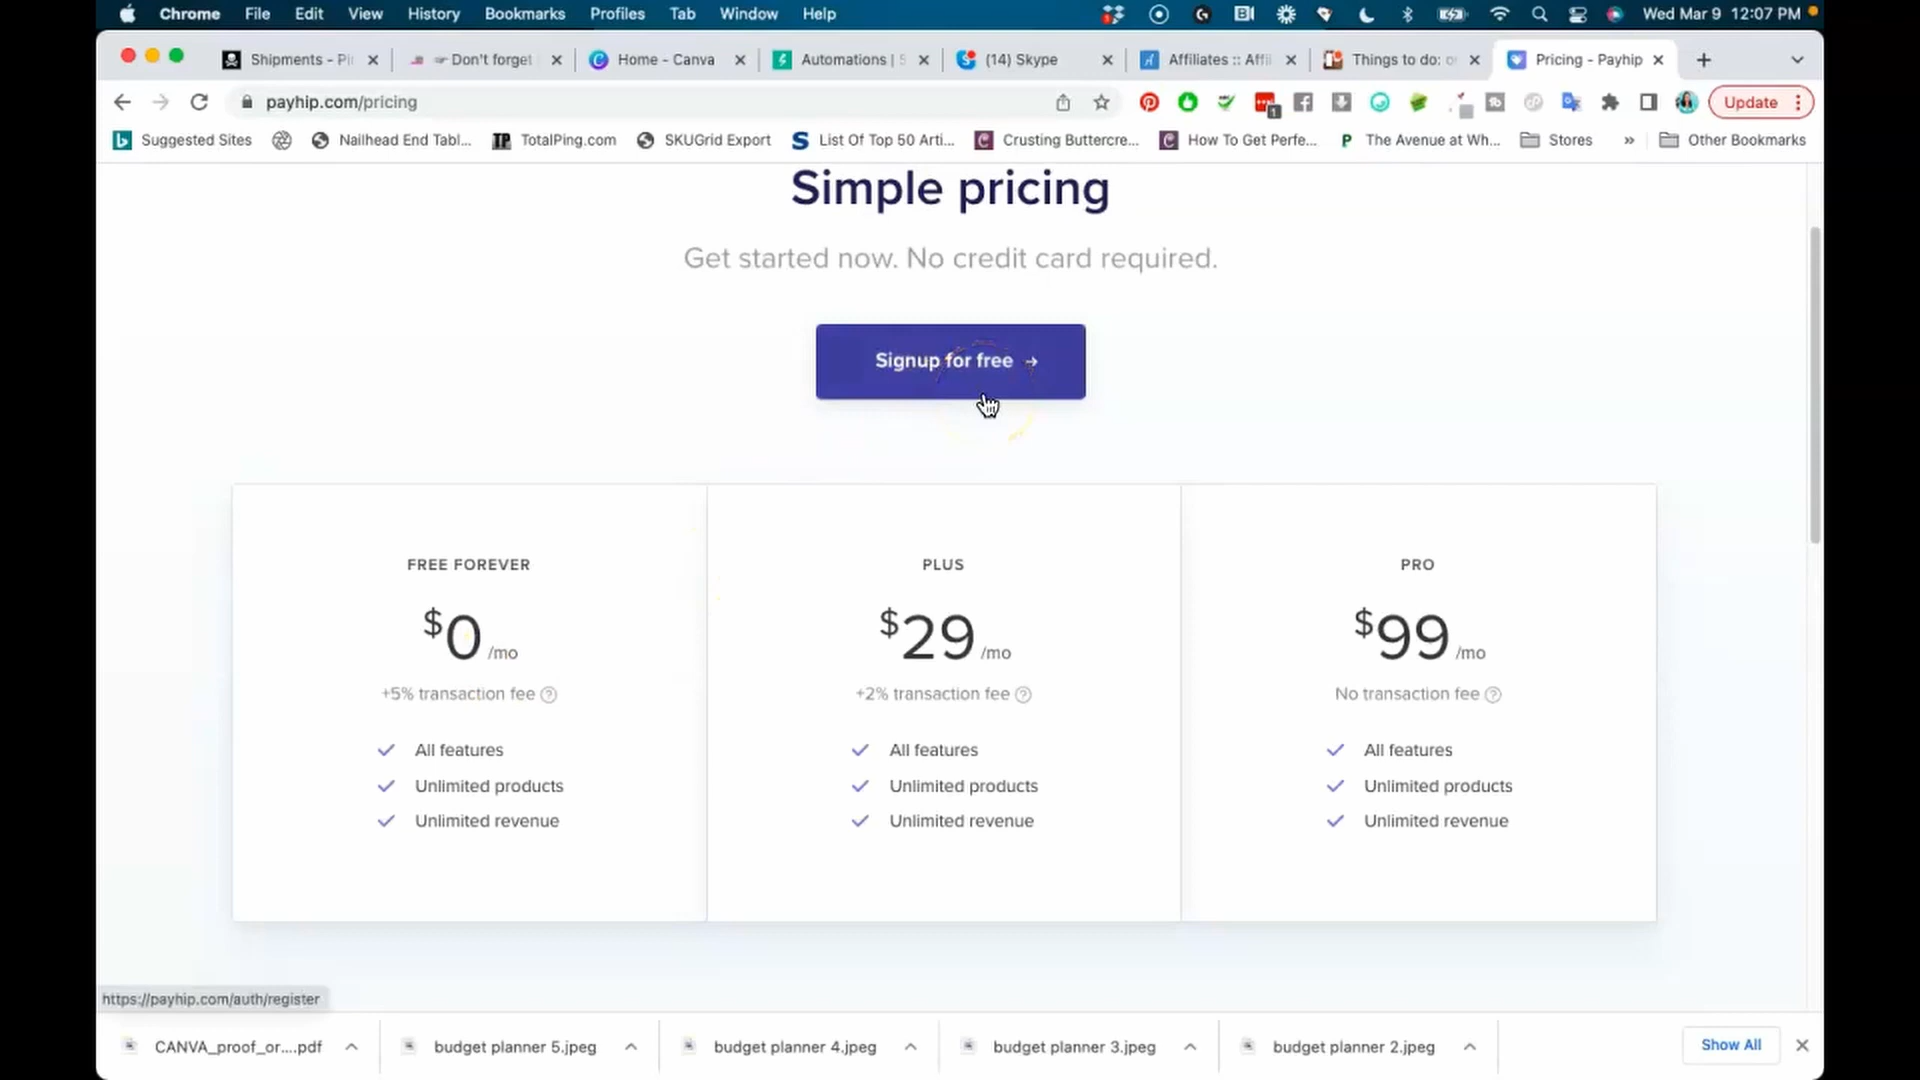 Chrome File Edit View History Bookmarks Profiles Tab Window Help Wed Mar 9 12:07 PM
Shipments - Pi Don't forget Home - Canva Automations | S (14) Skype Affiliates :: Affil Things to do: o Pricing - Payhip
payhip.com/pricing Update
Suggested Sites Nailhead End Tabl... TotalPing.com SKUGrid Export List Of Top 50 Arti... Crusting Buttercre... How To Get Perfe... The Avenue at Wh... Stores » Other Bookmarks
Simple pricing
Get started now. No credit card required.
Signup for free →
FREE FOREVER
$0 /mo
+5% transaction fee ?
All features
Unlimited products
Unlimited revenue
PLUS
$29 /mo
+2% transaction fee ?
All features
Unlimited products
Unlimited revenue
PRO
$99 /mo
No transaction fee ?
All features
Unlimited products
Unlimited revenue
https://payhip.com/auth/register
CANVA_proof_or....pdf budget planner 5.jpeg budget planner 4.jpeg budget planner 3.jpeg budget planner 2.jpeg Show All